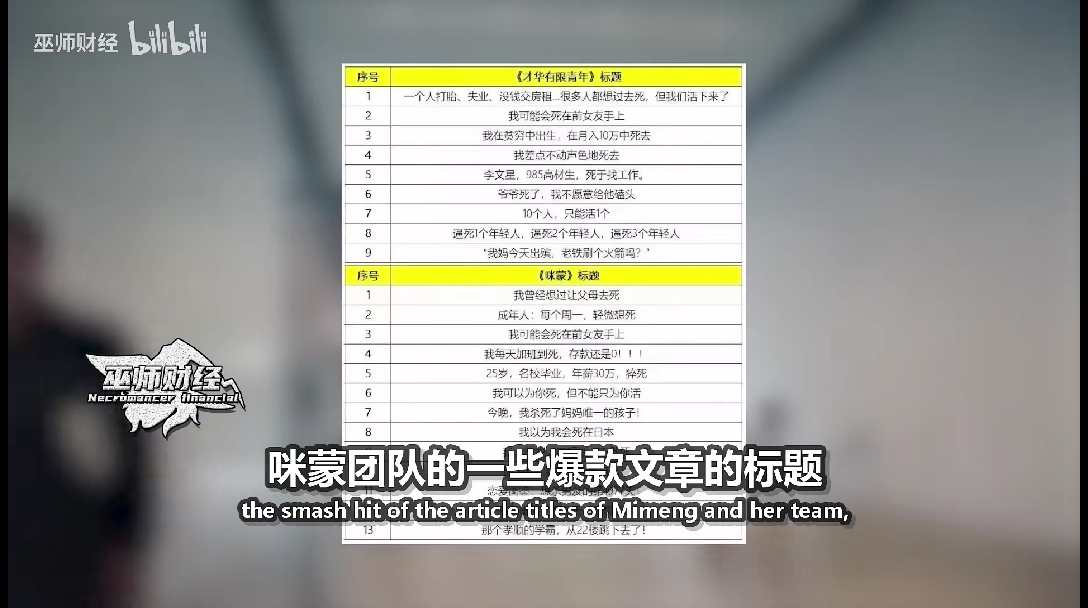 巫师财经 bilibili
序号 《才华有限青年》标题
1 一个人打胎、失业、没钱交房租...很多人都想过去死，但我们活下来了
2 我可能会死在前女友手上
3 我在贫穷中出生，在月入10万中死去
4 我差点不动声色地死去
5 李文星，985高材生，死于找工作。
6 爷爷死了，我不愿意给他磕头
7 10个人，只能活1个
8 逼死1个年轻人，逼死2个年轻人，逼死3个年轻人
9 “我妈今天出殡，老铁刷个火箭吗？”
序号 《咪蒙》标题
1 我曾经想过让父母去死
2 成年人：每个周一，轻微想死
3 我可能会死在前女友手上
4 我每天加班到死，存款还是0！！！
5 25岁，名校毕业，年薪30万，猝死
6 我可以为你死，但不能只为你活
7 今晚，我杀死了妈妈唯一的孩子！
8 我以为我会死在日本
13 那个孝顺的学霸，从22楼跳下去了！
巫师财经
Necromancer financial
咪蒙团队的一些爆款文章的标题
the smash hit of the article titles of Mimeng and her team,